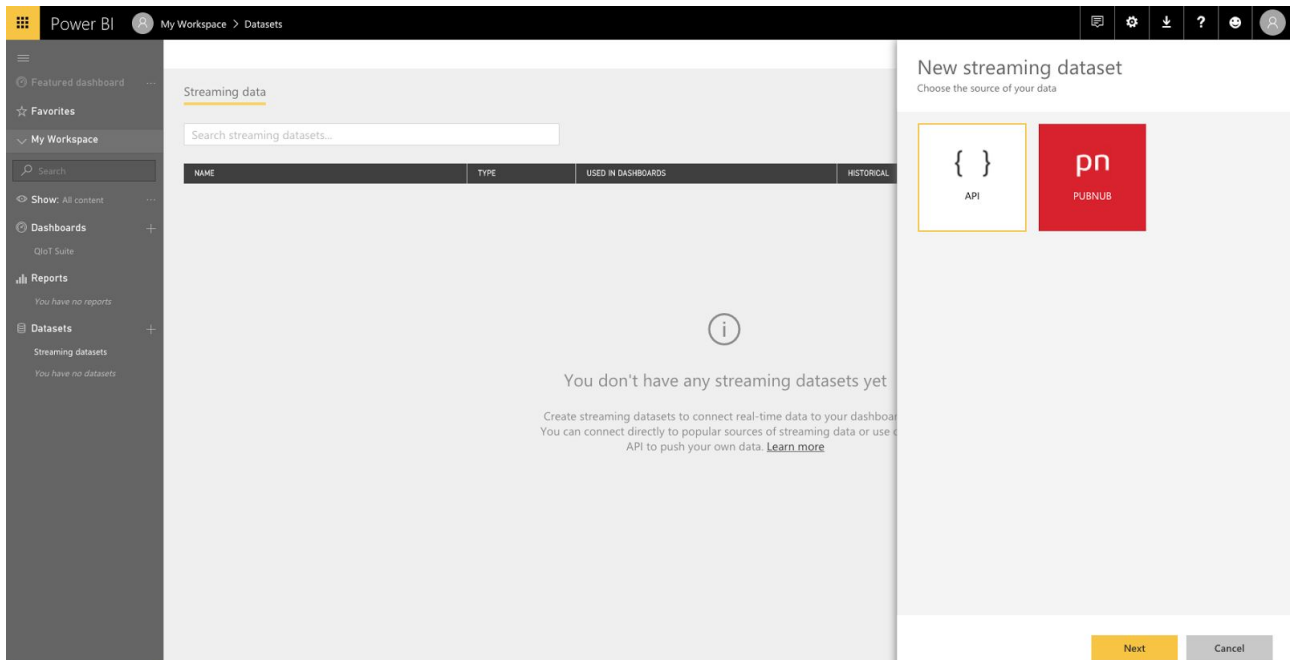 Power BI
My Workspace > Datasets
?
Featured dashboard ...
Favorites
My Workspace
Search
Show: All content ...
Dashboards +
QIoT Suite
Reports
You have no reports
Datasets +
Streaming datasets
You have no datasets
Streaming data
Search streaming datasets...
NAME TYPE USED IN DASHBOARDS HISTORICAL
i
You don't have any streaming datasets yet
Create streaming datasets to connect real-time data to your dashboar
You can connect directly to popular sources of streaming data or use
API to push your own data. Learn more
New streaming dataset
Choose the source of your data
{ }
API
pn
PUBNUB
Next Cancel